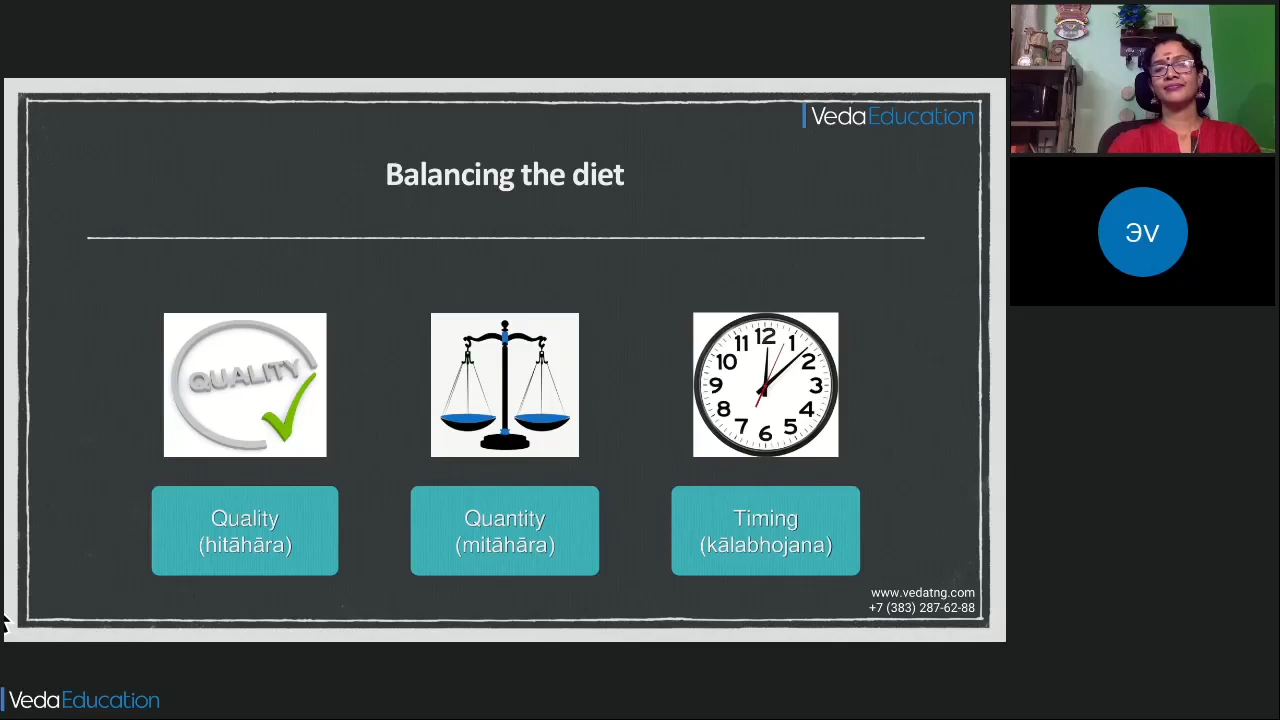 VedaEducation
Balancing the diet
QUALITY
12
11
1
10
2
9
3
8
4
7
5
6
Quality
(hitāhāra)
Quantity
(mitāhāra)
Timing
(kālabhojana)
www.vedatng.com
+7 (383) 287-62-88
ЭV
VedaEducation